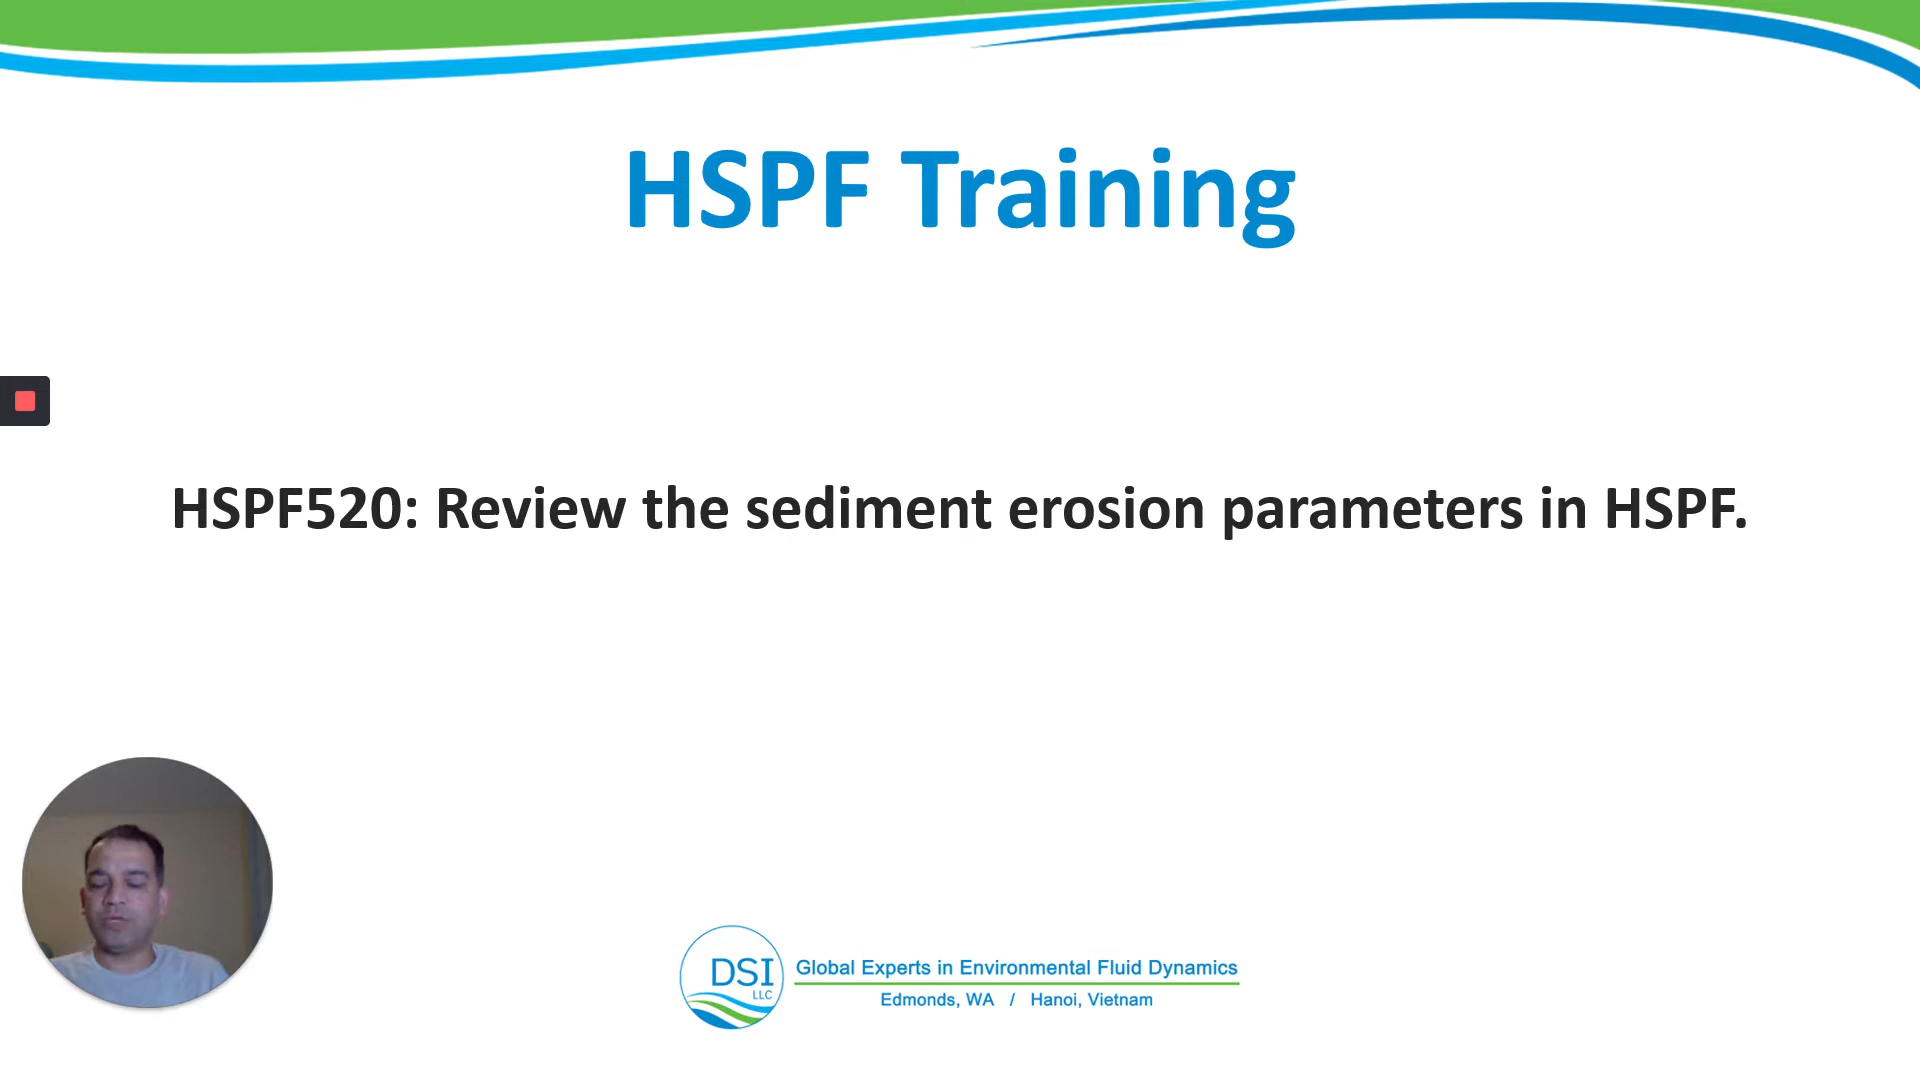 HSPF Training
HSPF520: Review the sediment erosion parameters in HSPF.
DSI
LLC
Global Experts in Environmental Fluid Dynamics
Edmonds, WA / Hanoi, Vietnam